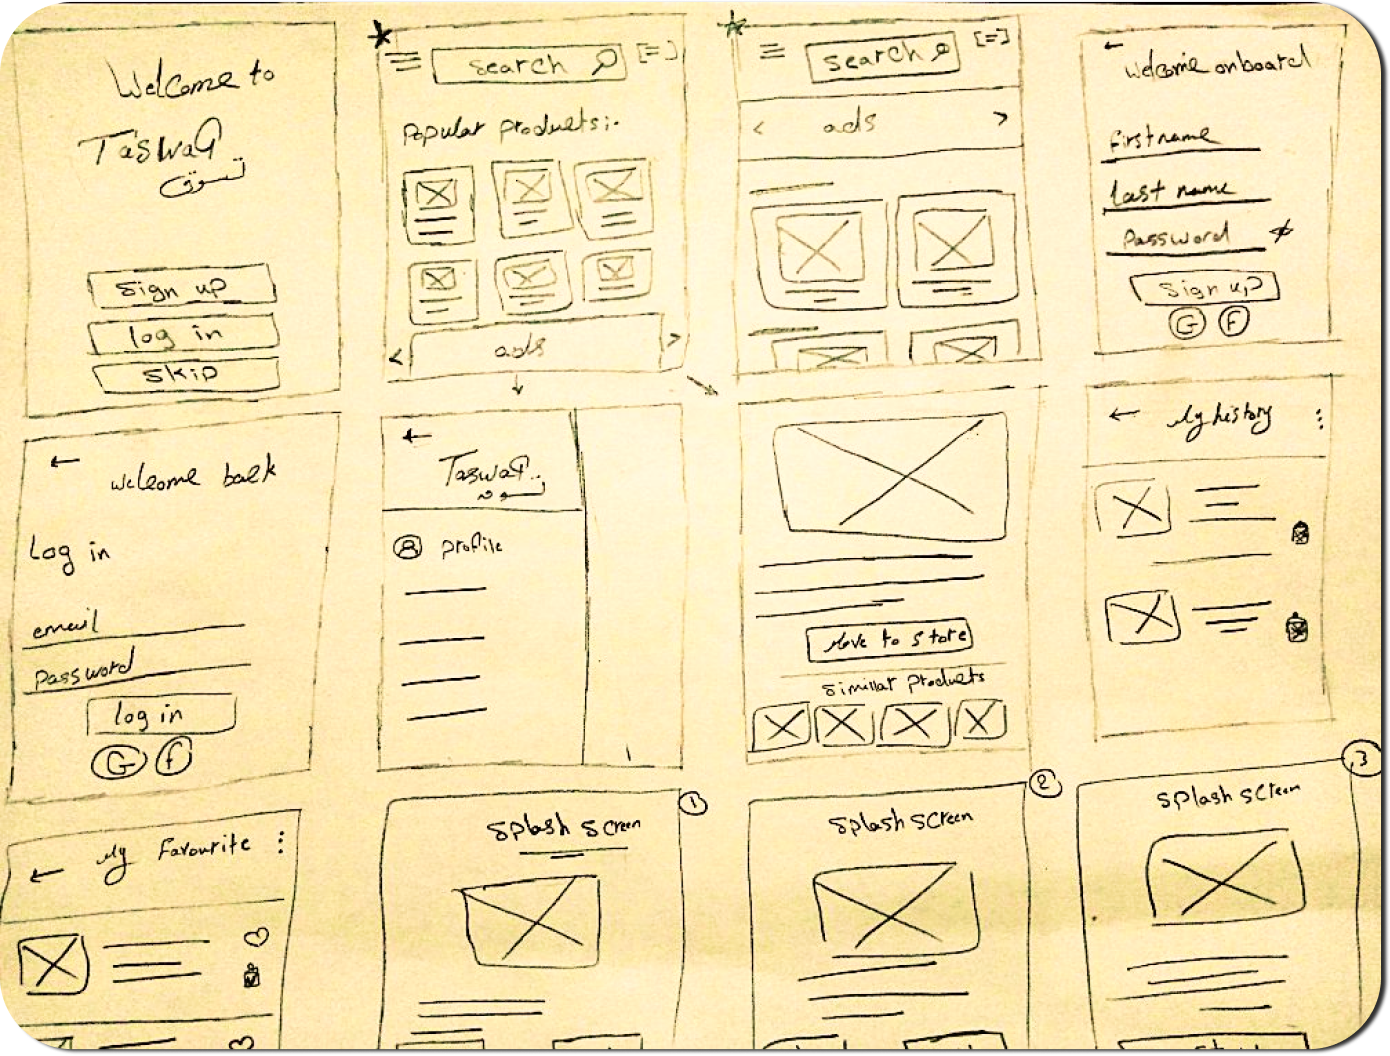 Welcome to
TasWaq
تسوق
Sign up
log in
Skip
search
Popular Products:-
< ads >
search
< ads >
Welcome onboard
first name
last name
Password
Sign up
G F
←
welcome back
Log in
email
Password
log in
G F
←
TaswaQ
تسوق
profile
Move to Store
Simillar Products
← My history
← My Favourite
1
Splash Screen
2
Splash Screen
3
Splash Screen